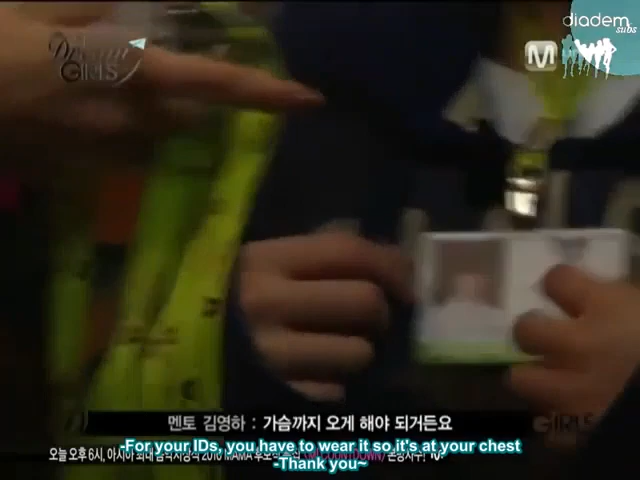 Dream
GIRLS
diadem
subs
M
멘토 김영하 : 가슴까지 오게 해야 되거든요
GIRLS
-For your IDs, you have to wear it so it's at your chest
-Thank you~
오늘 오후 6시, 아시아 최대 음악시상식 2010 MAMA